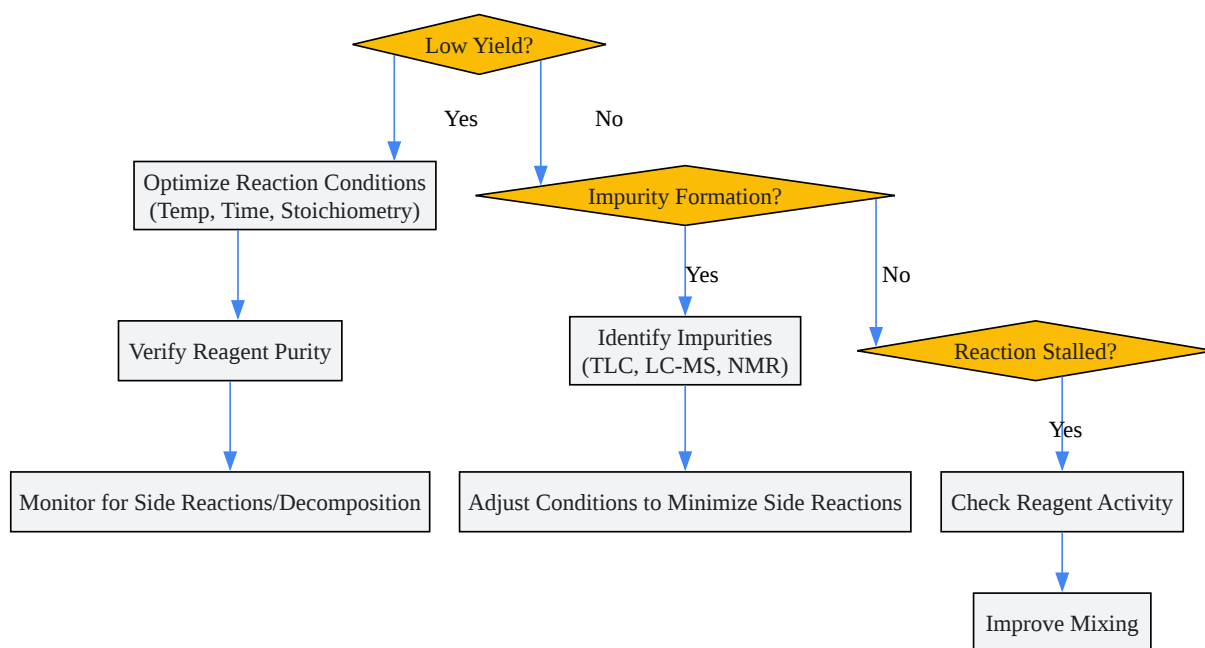 Low Yield?
Yes
No
Optimize Reaction Conditions
(Temp, Time, Stoichiometry)
Impurity Formation?
Yes
No
Verify Reagent Purity
Identify Impurities
(TLC, LC-MS, NMR)
Reaction Stalled?
Yes
Monitor for Side Reactions/Decomposition
Adjust Conditions to Minimize Side Reactions
Check Reagent Activity
Improve Mixing